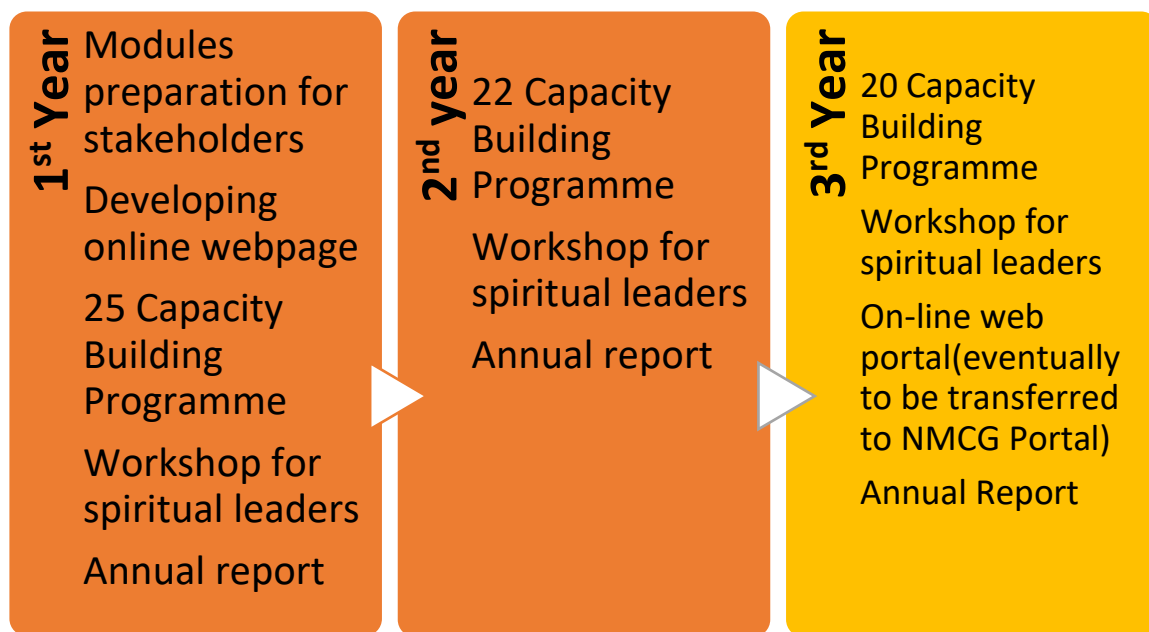 1st Year
Modules
preparation for
stakeholders
Developing
online webpage
25 Capacity
Building
Programme
Workshop for
spiritual leaders
Annual report
2nd year
22 Capacity
Building
Programme
Workshop for
spiritual leaders
Annual report
3rd Year
20 Capacity
Building
Programme
Workshop for
spiritual leaders
On-line web
portal(eventually
to be transferred
to NMCG Portal)
Annual Report